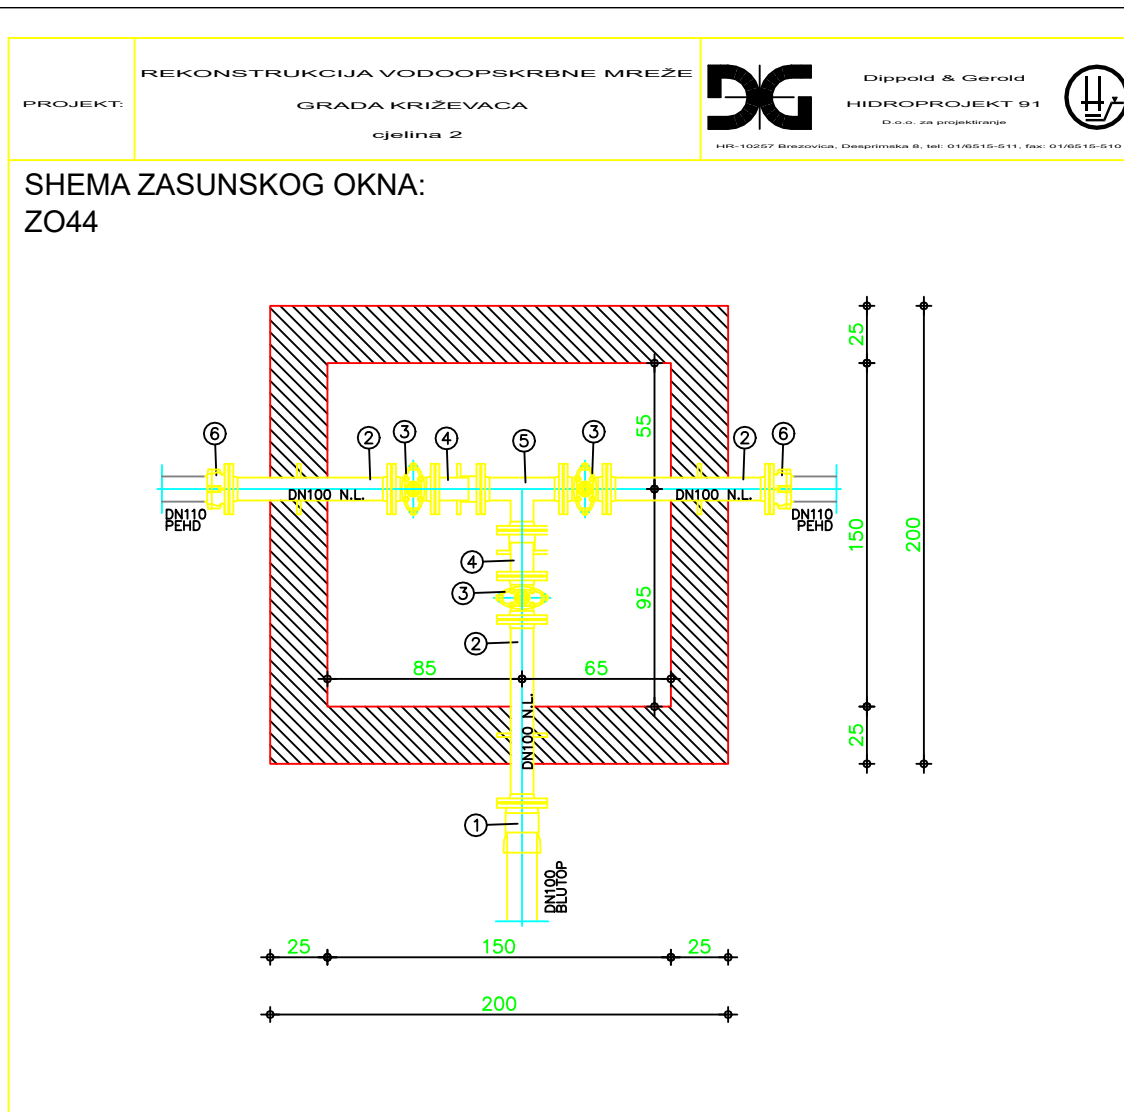 PROJEKT:
REKONSTRUKCIJA VODOOPSKRBNE MREŽE
GRADA KRIŽEVACA
cjelina 2
DG
Dippold & Gerold
HIDROPROJEKT 91
D.o.o. za projektiranje
HR-10257 Brezovica, Desprimska 8, tel: 01/6515-511, fax: 01/6515-510
SHEMA ZASUNSKOG OKNA:
ZO44
25
55
6
2
3
4
5
3
2
6
DN100 N.L.
DN100 N.L.
DN110
PEHD
DN110
PEHD
150
200
4
3
95
2
85
65
DN100 N.L.
25
1
DN100
BLUTOP
25
150
25
200